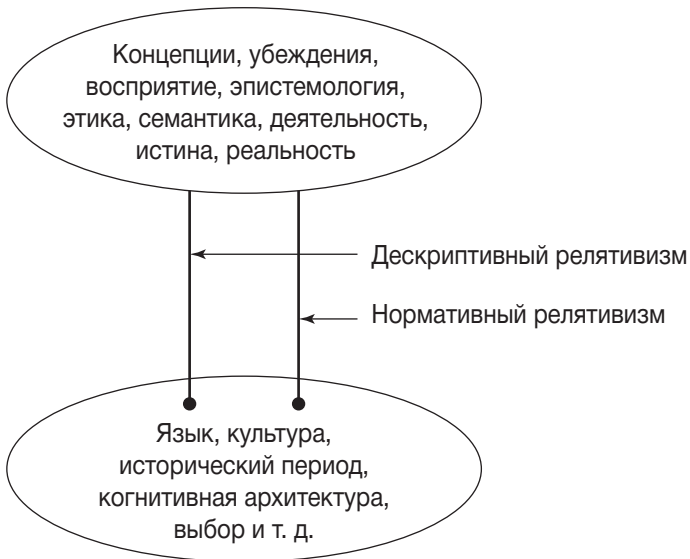 Концепции, убеждения,
восприятие, эпистемология,
этика, семантика, деятельность,
истина, реальность
Дескриптивный релятивизм
Нормативный релятивизм
Язык, культура,
исторический период,
когнитивная архитектура,
выбор и т. д.